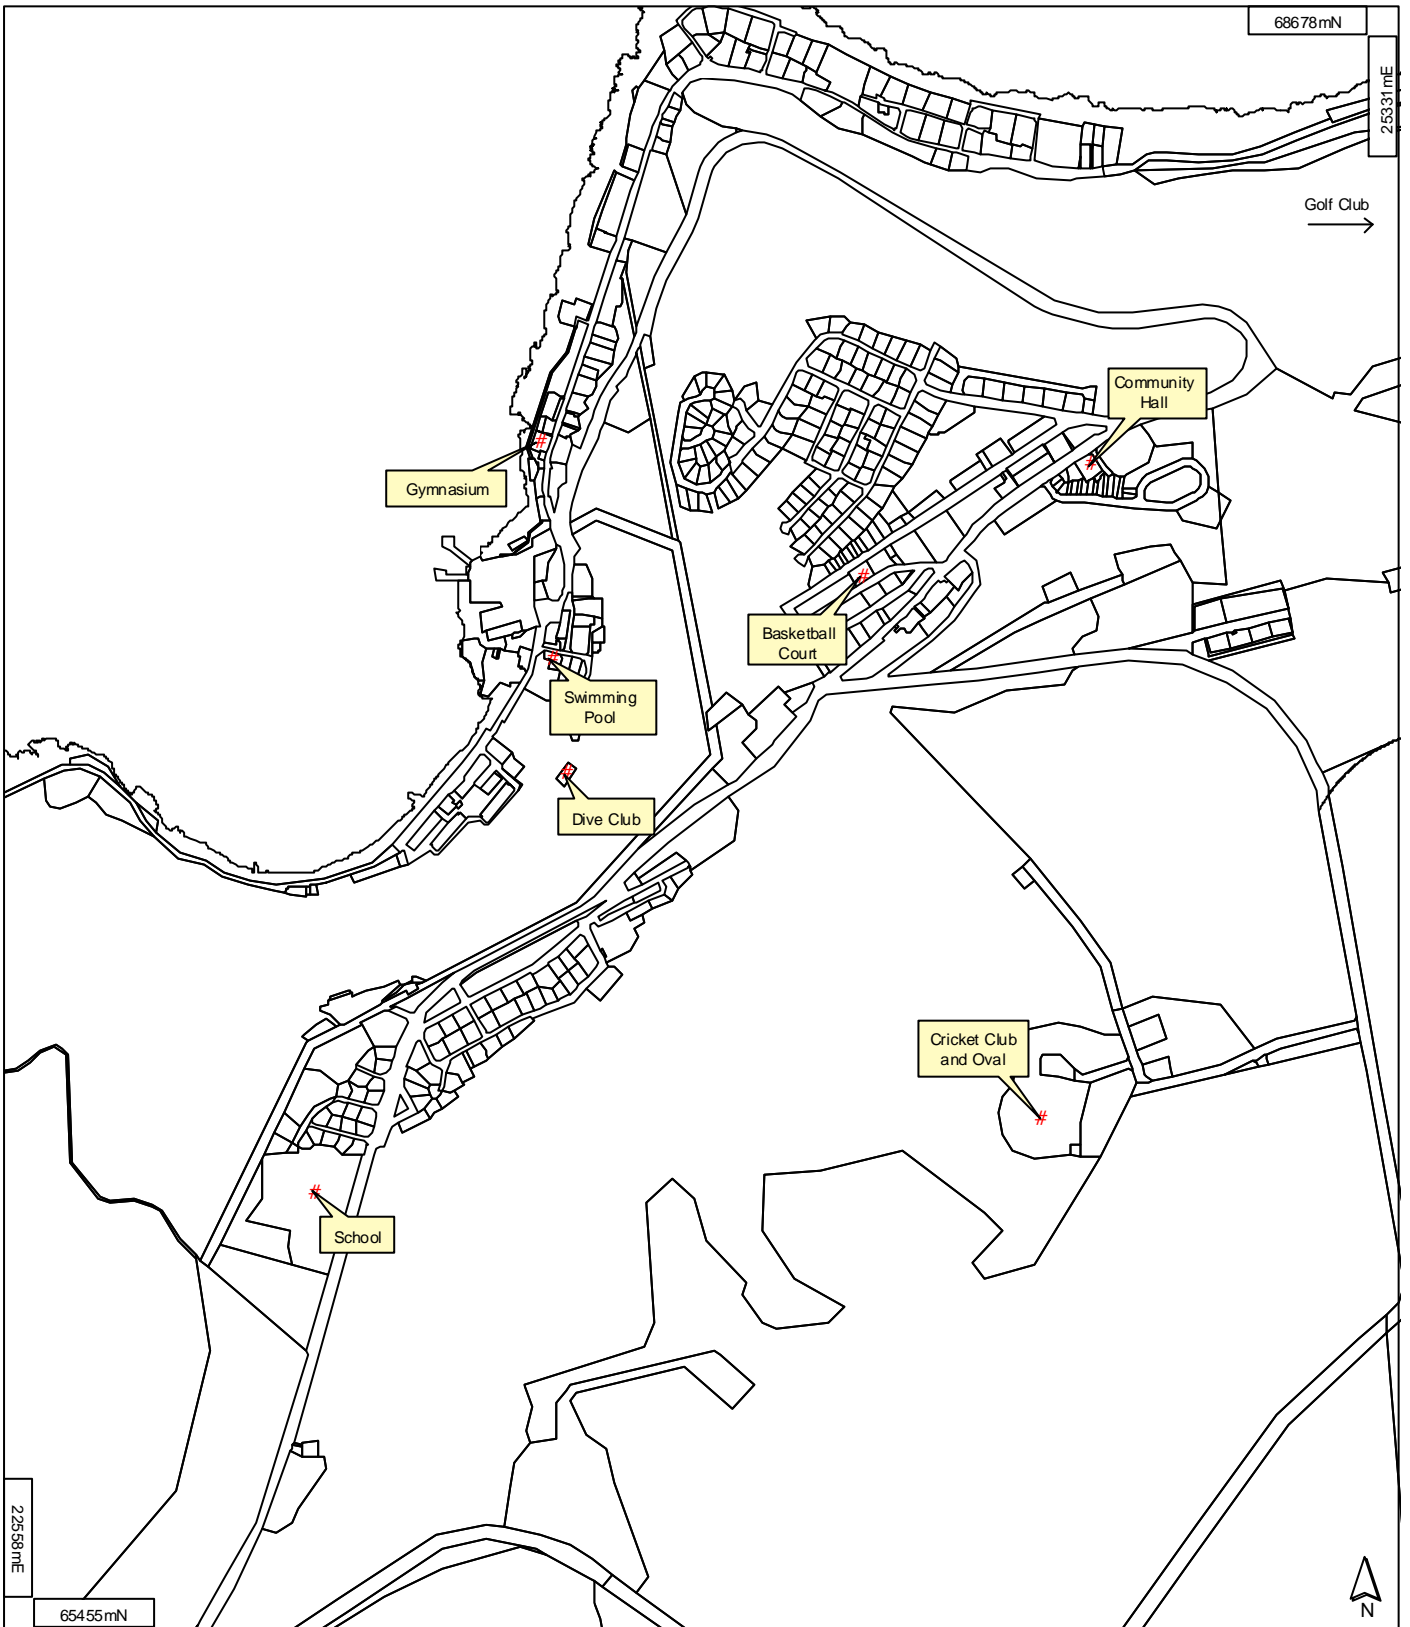 68678mN
25331mE
Golf Club
Community
Hall
Gymnasium
#
#
#
Basketball
Court
#
Swimming
Pool
#
Dive Club
Cricket Club
and Oval
#
#
School
22558mE
65455mN
N